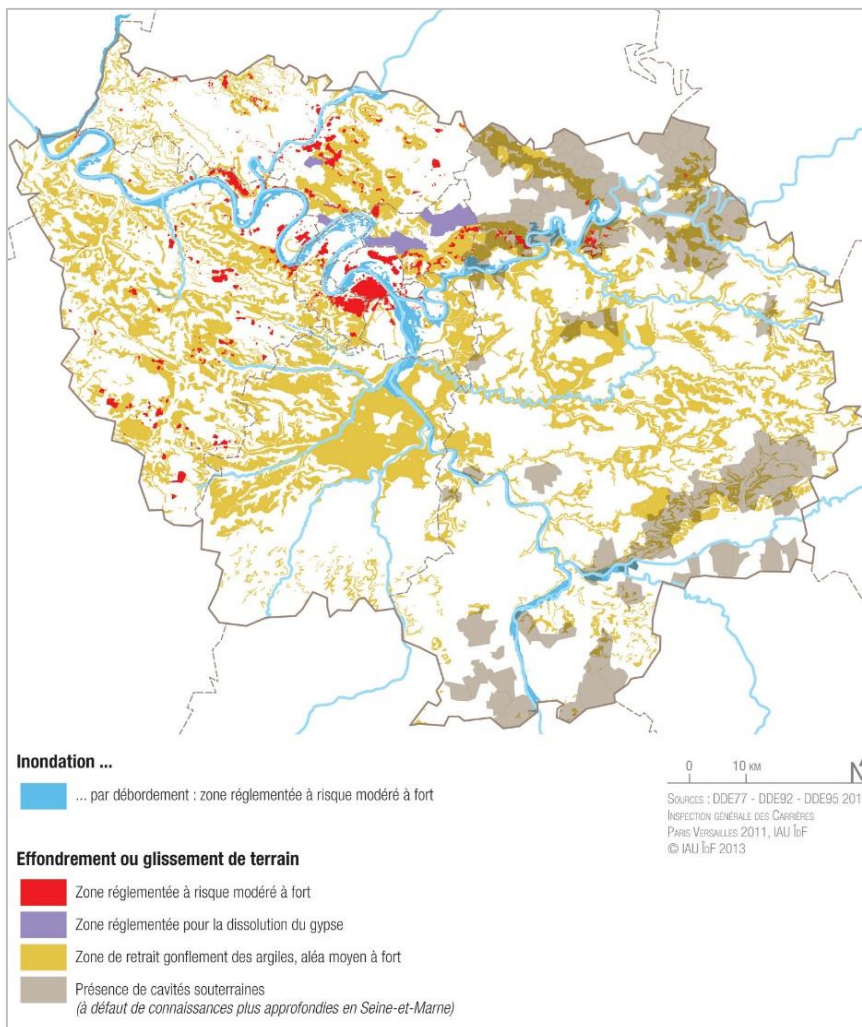 Inondation ...
... par débordement : zone réglementée à risque modéré à fort
0 10 KM
N
SOURCES : DDE77 - DDE92 - DDE95 201
INSPECTION GÉNÉRALE DES CARRIÈRES
PARIS VERSAILLES 2011, IAU ÎDF
© IAU ÎDF 2013
Effondrement ou glissement de terrain
Zone réglementée à risque modéré à fort
Zone réglementée pour la dissolution du gypse
Zone de retrait gonflement des argiles, aléa moyen à fort
Présence de cavités souterraines
(à défaut de connaissances plus approfondies en Seine-et-Marne)